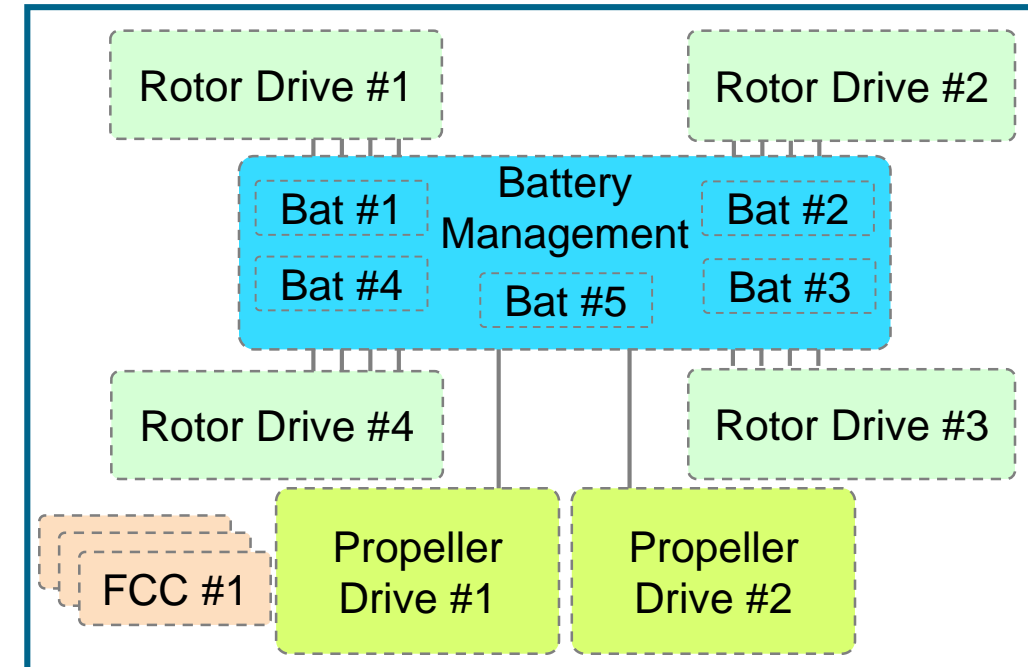 Rotor Drive #1
Rotor Drive #2
Battery
Management
Bat #1
Bat #2
Bat #4
Bat #5
Bat #3
Rotor Drive #4
Rotor Drive #3
FCC #1
Propeller
Drive #1
Propeller
Drive #2